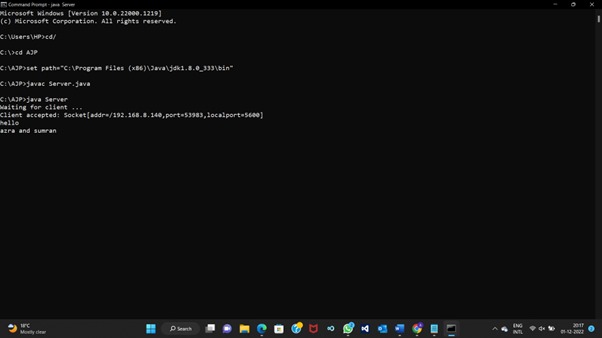 Command Prompt - java Server
Microsoft Windows [Version 10.0.22000.1219]
(c) Microsoft Corporation. All rights reserved.
C:\Users\HP>cd/
C:\>cd AJP
C:\AJP>set path="C:\Program Files (x86)\Java\jdk1.8.0_333\bin"
C:\AJP>javac Server.java
C:\AJP>java Server
Waiting for client ...
Client accepted: Socket[addr=/192.168.8.140,port=53983,localport=5600]
hello
azra and sumran
18°C
Mostly clear
Search
ENG
INTL
20:17
01-12-2022